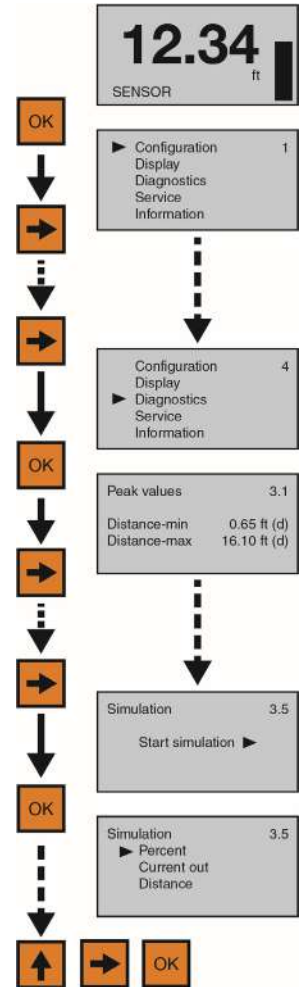 12.34
ft
SENSOR
OK
Configuration 1
Display
Diagnostics
Service
Information
Configuration 4
Display
Diagnostics
Service
Information
OK
Peak values 3.1
Distance-min 0.65 ft (d)
Distance-max 16.10 ft (d)
Simulation 3.5
Start simulation
OK
Simulation 3.5
Percent
Current out
Distance
OK